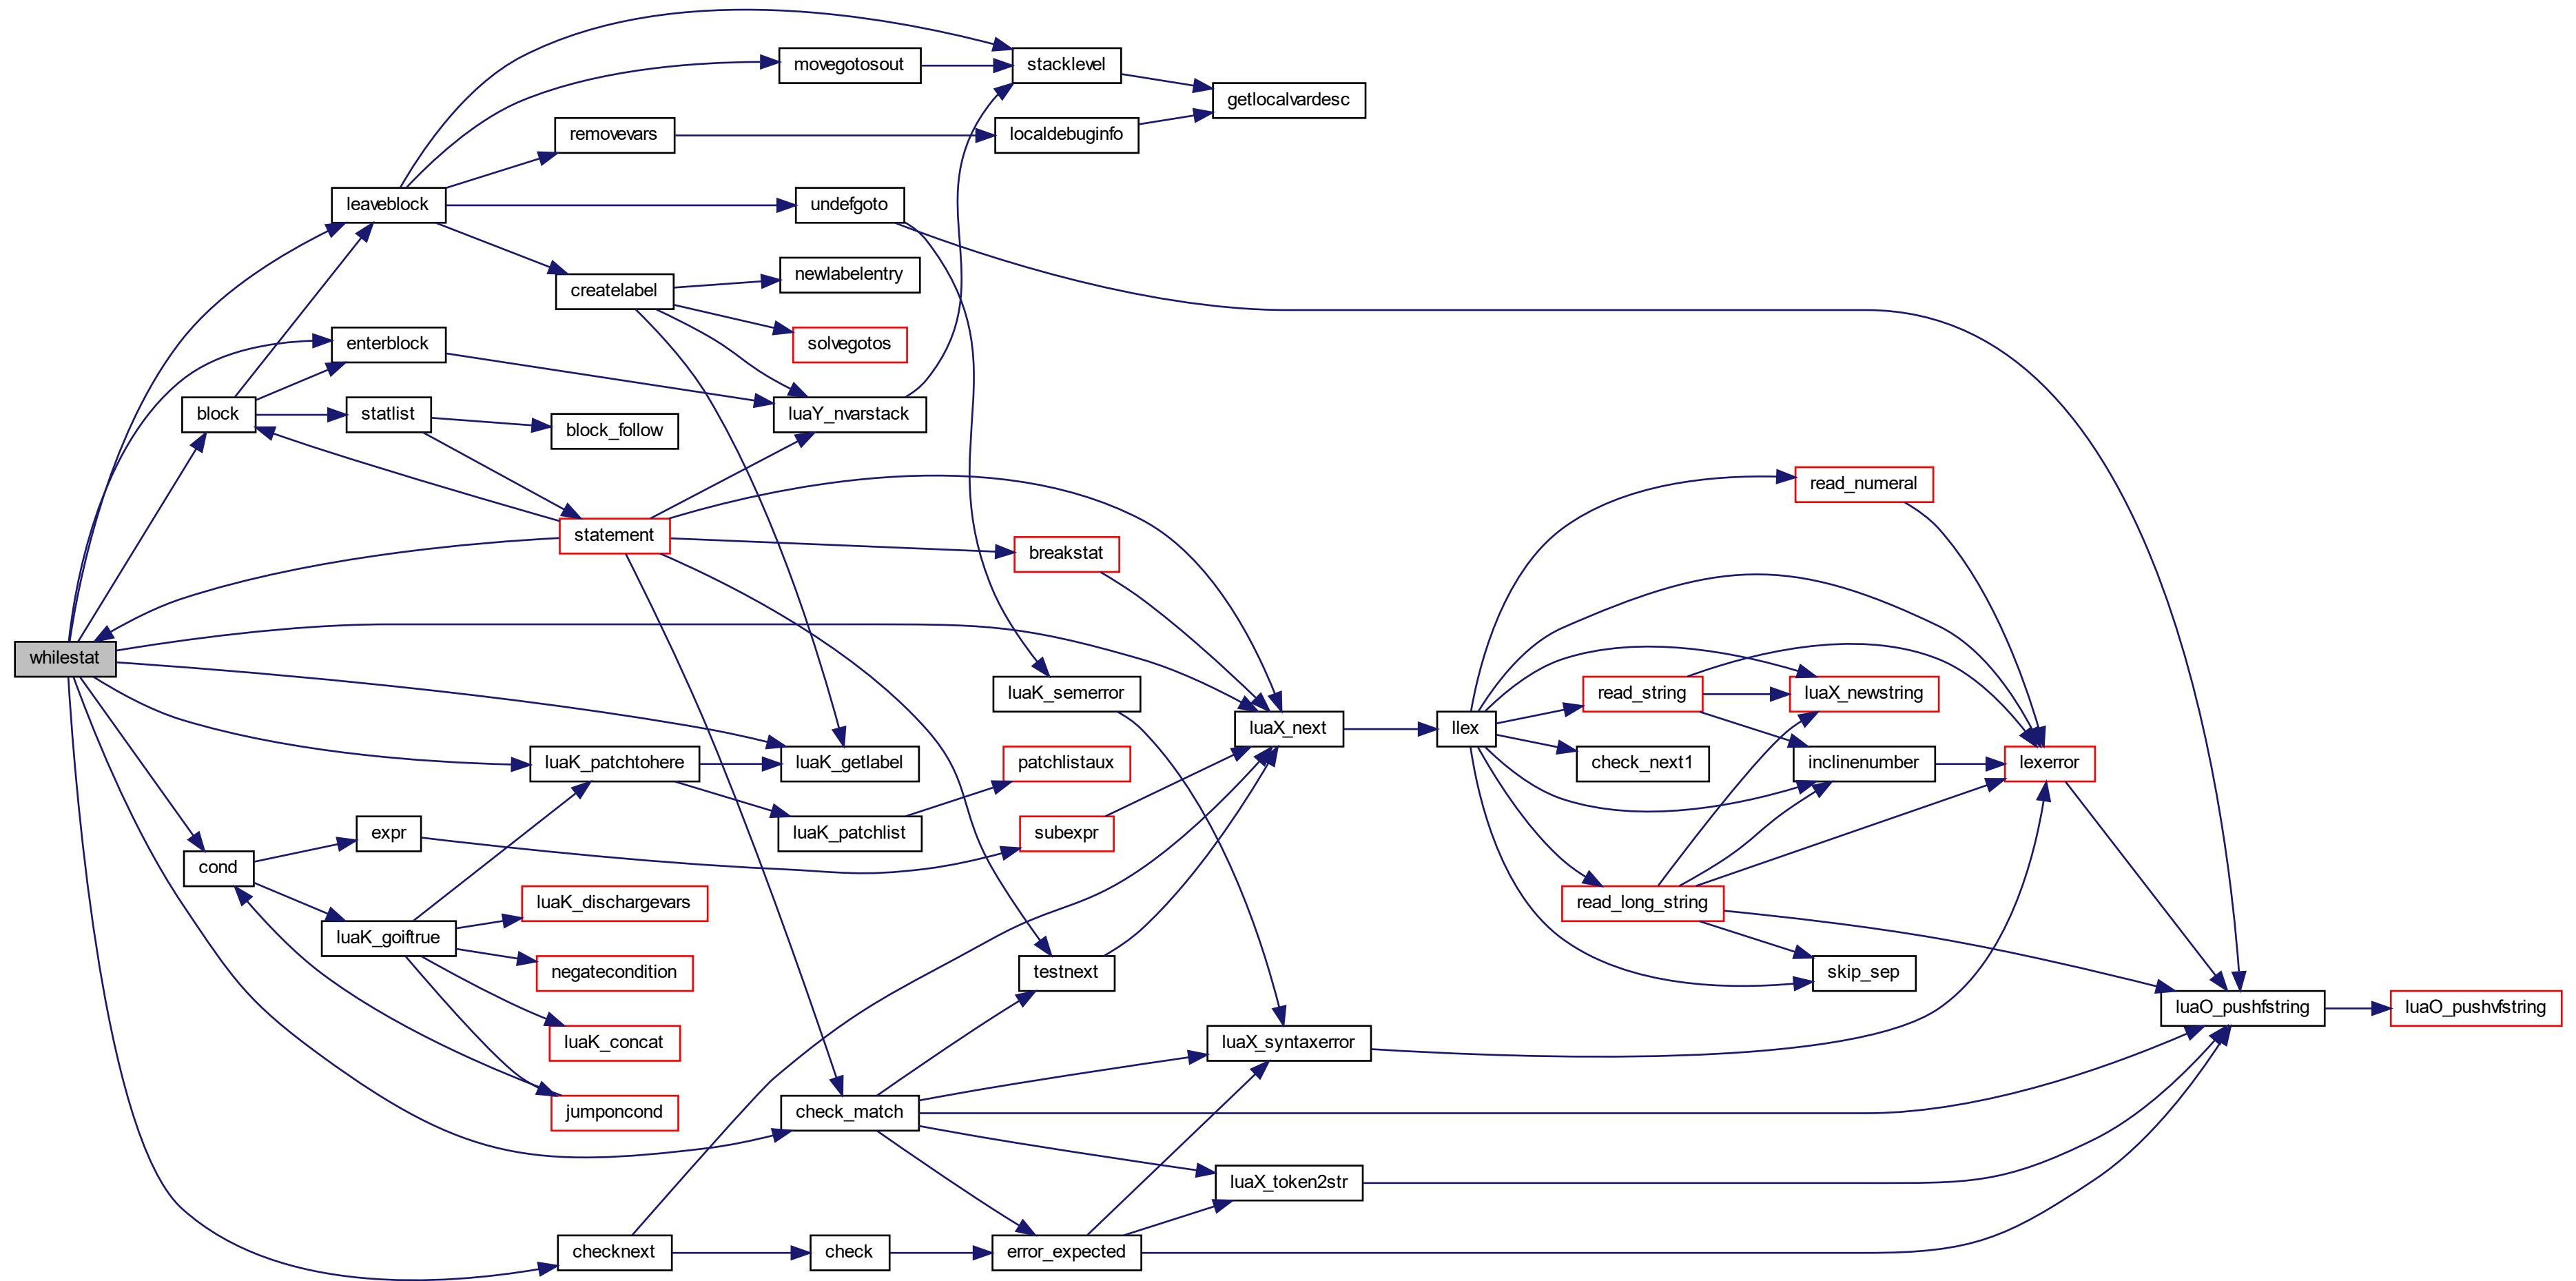 movegotosout
stacklevel
getlocalvardesc
removevars
localdebuginfo
leaveblock
undefgoto
newlabelentry
createlabel
enterblock
solvegotos
block
statlist
luaY_nvarstack
block_follow
read_numeral
statement
breakstat
whilestat
luaK_semerror
read_string
luaX_newstring
luaX_next
llex
luaK_patchtohere
luaK_getlabel
patchlistaux
check_next1
inclinenumber
lexerror
expr
luaK_patchlist
subexpr
cond
luaK_dischargevars
read_long_string
luaK_goiftrue
negatecondition
testnext
skip_sep
luaO_pushfstring
luaO_pushvfstring
luaK_concat
luaX_syntaxerror
jumponcond
check_match
luaX_token2str
checknext
check
error_expected